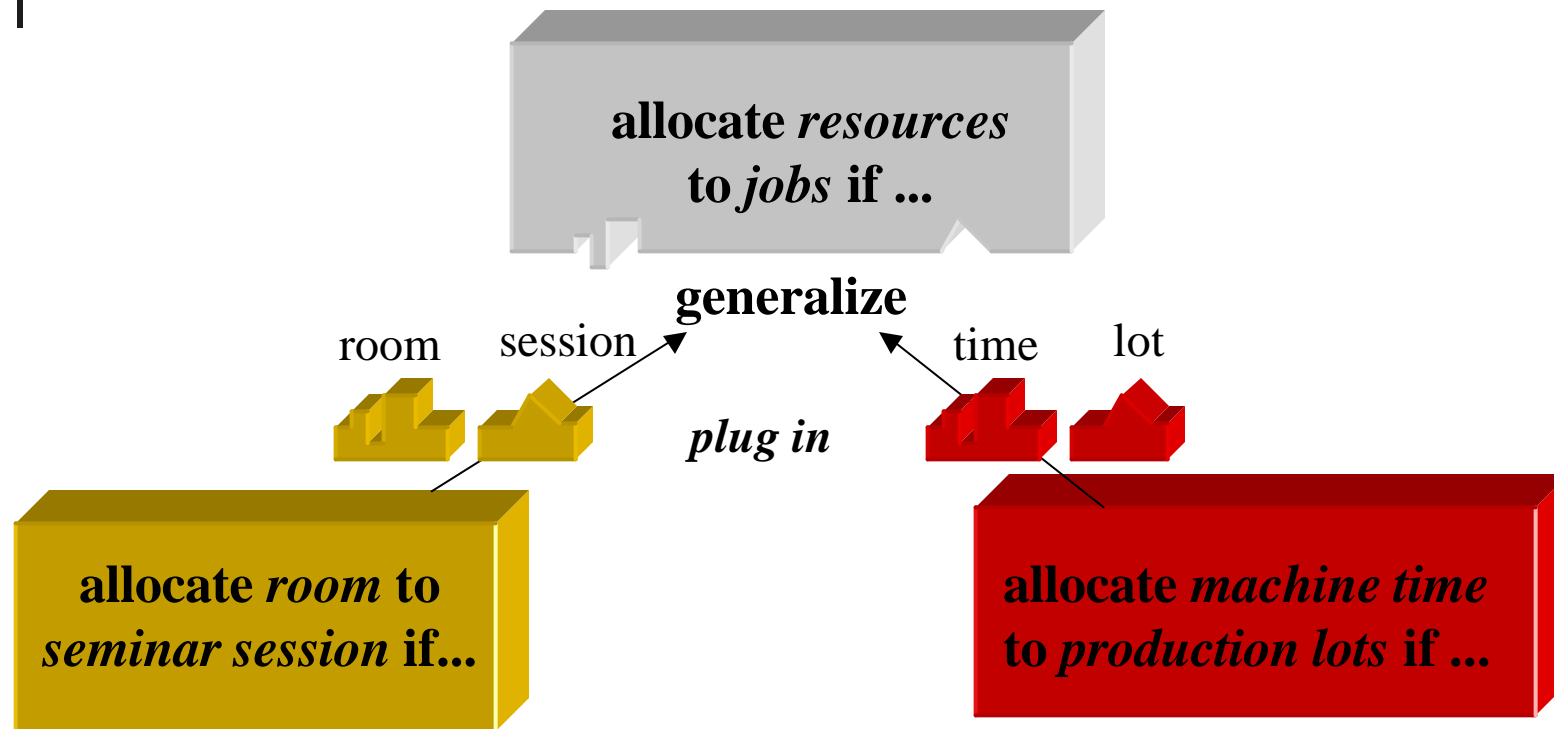 allocate resources
to jobs if ...
generalize
room
session
time
lot
plug in
allocate room to
seminar session if...
allocate machine time
to production lots if ...